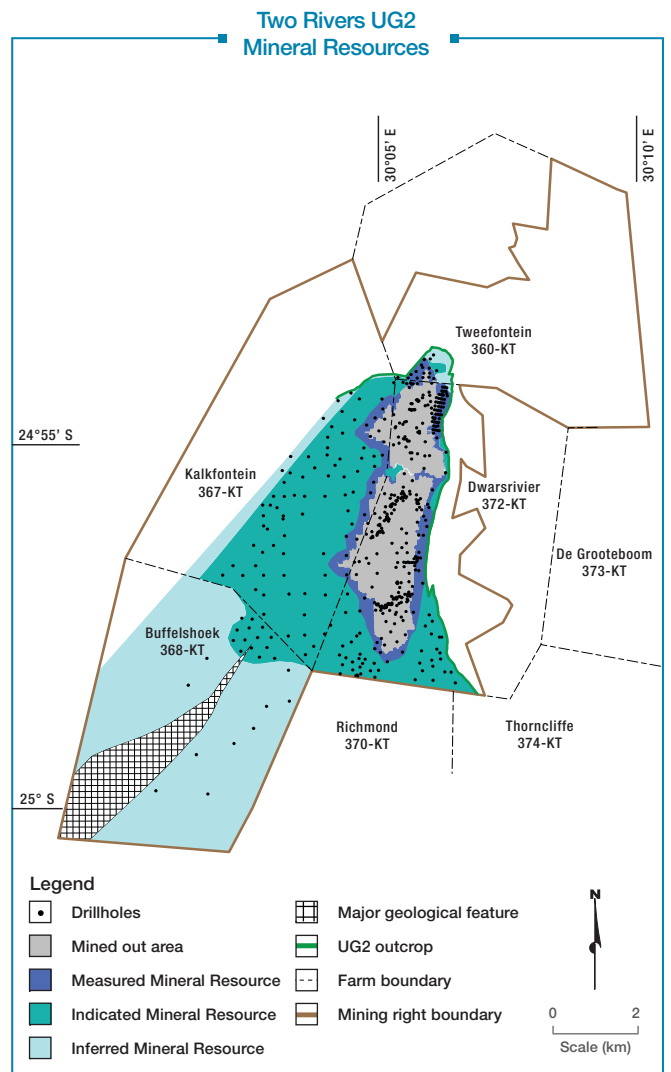 Two Rivers UG2
Mineral Resources
30°05’ E
30°10’ E
Tweefontein
360-KT
24°55’ S
Kalkfontein
367-KT
Dwarsrivier
372-KT
De Grooteboom
373-KT
Buffelshoek
368-KT
Richmond
370-KT
Thorncliffe
374-KT
25° S
Legend
Drillholes
Mined out area
Measured Mineral Resource
Indicated Mineral Resource
Inferred Mineral Resource
Major geological feature
UG2 outcrop
Farm boundary
Mining right boundary
N
0 2
Scale (km)